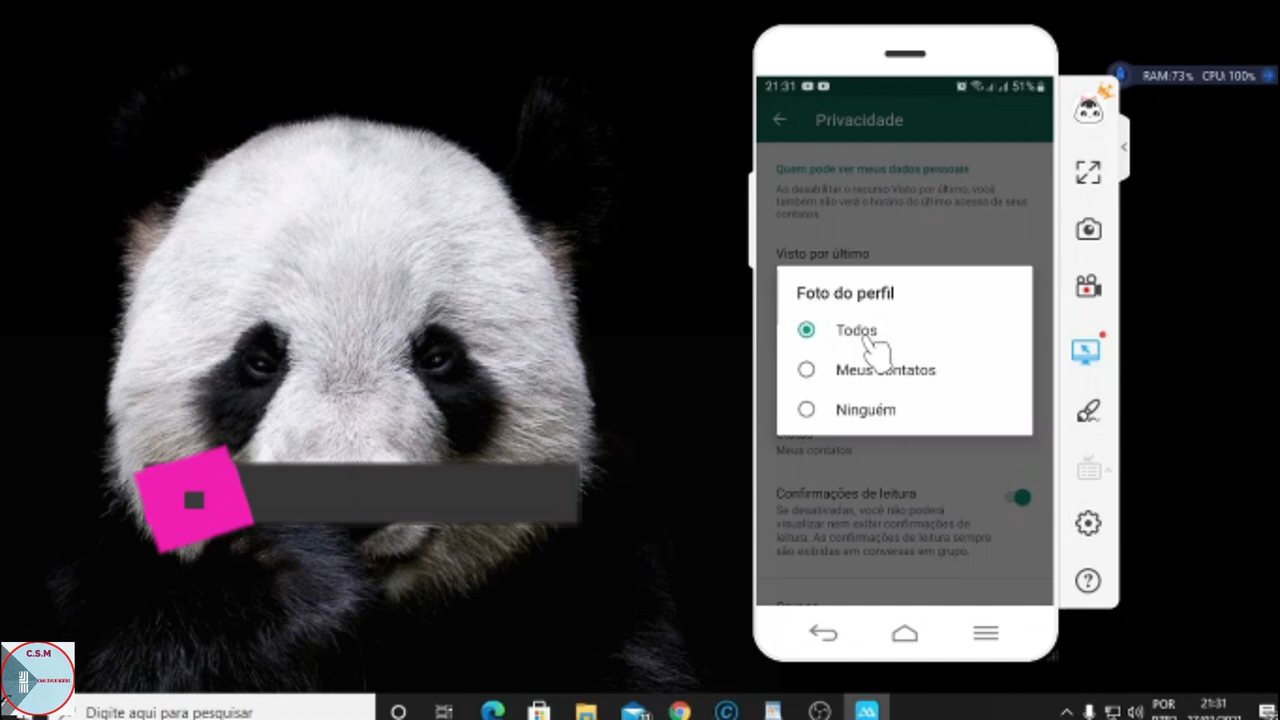 RAM:73% CPU: 100%
21:31 51%
Privacidade
Quem pode ver meus dados pessoais
Ao desabilitar o recurso Visto por último, você
também não verá o horário do último acesso de seus
contatos.
Visto por último
Foto do perfil
Todos
Meus contatos
Ninguém
Meus contatos
Confirmações de leitura
Se desativadas, você não poderá
visualizar nem exibir confirmações de
leitura. As confirmações de leitura sempre
são exibidas em conversas em grupo.
C.S.M
Digite aqui para pesquisar
11
POR
21:31